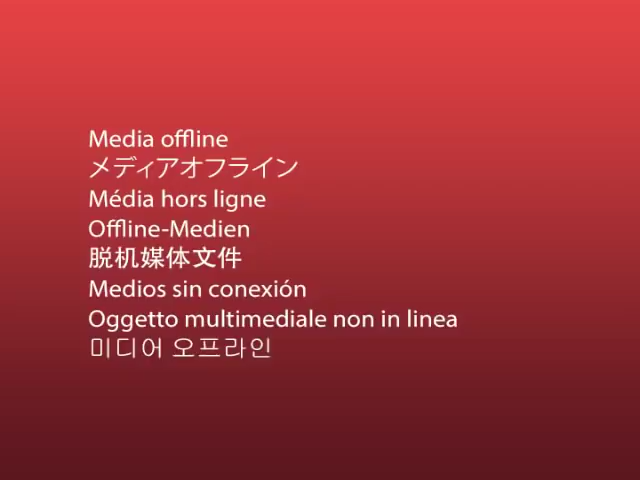 Media offline
メディアオフライン
Média hors ligne
Offline-Medien
脱机媒体文件
Medios sin conexión
Oggetto multimediale non in linea
미디어 오프라인